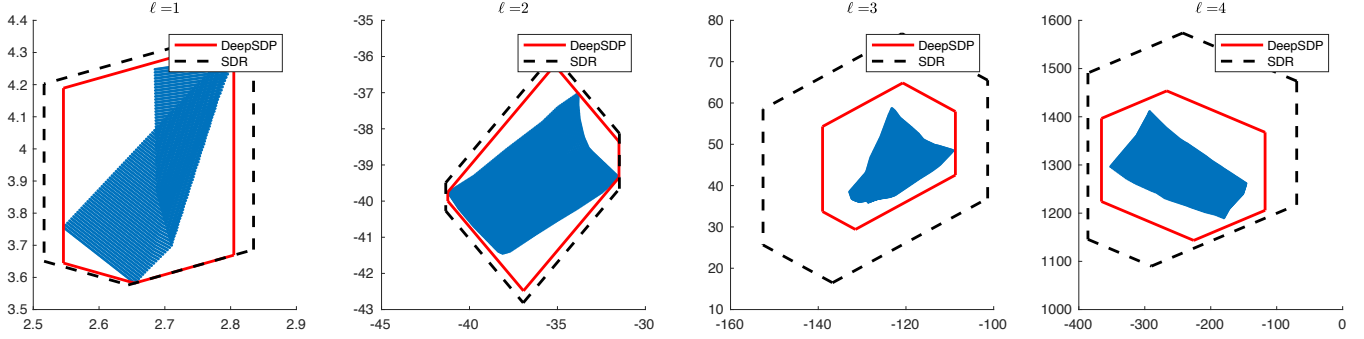 ℓ =1
4.4
4.3
4.2
4.1
4
3.9
3.8
3.7
3.6
3.5
2.5 2.6 2.7 2.8 2.9
DeepSDP
SDR
ℓ =2
-35
-36
-37
-38
-39
-40
-41
-42
-43
-45 -40 -35 -30
DeepSDP
SDR
ℓ =3
80
70
60
50
40
30
20
10
-160 -140 -120 -100
DeepSDP
SDR
ℓ =4
1600
1500
1400
1300
1200
1100
1000
-400 -300 -200 -100 0
DeepSDP
SDR